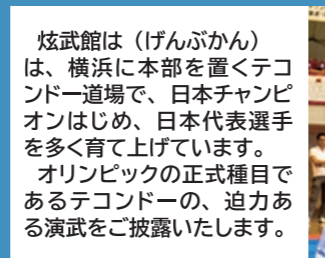 炫武館は（げんぶかん）
は、横浜に本部を置くテコ
ンドー道場で、日本チャンピ
オンはじめ、日本代表選手
を多く育て上げています。
オリンピックの正式種目で
あるテコンドーの、迫力あ
る演武をご披露いたします。